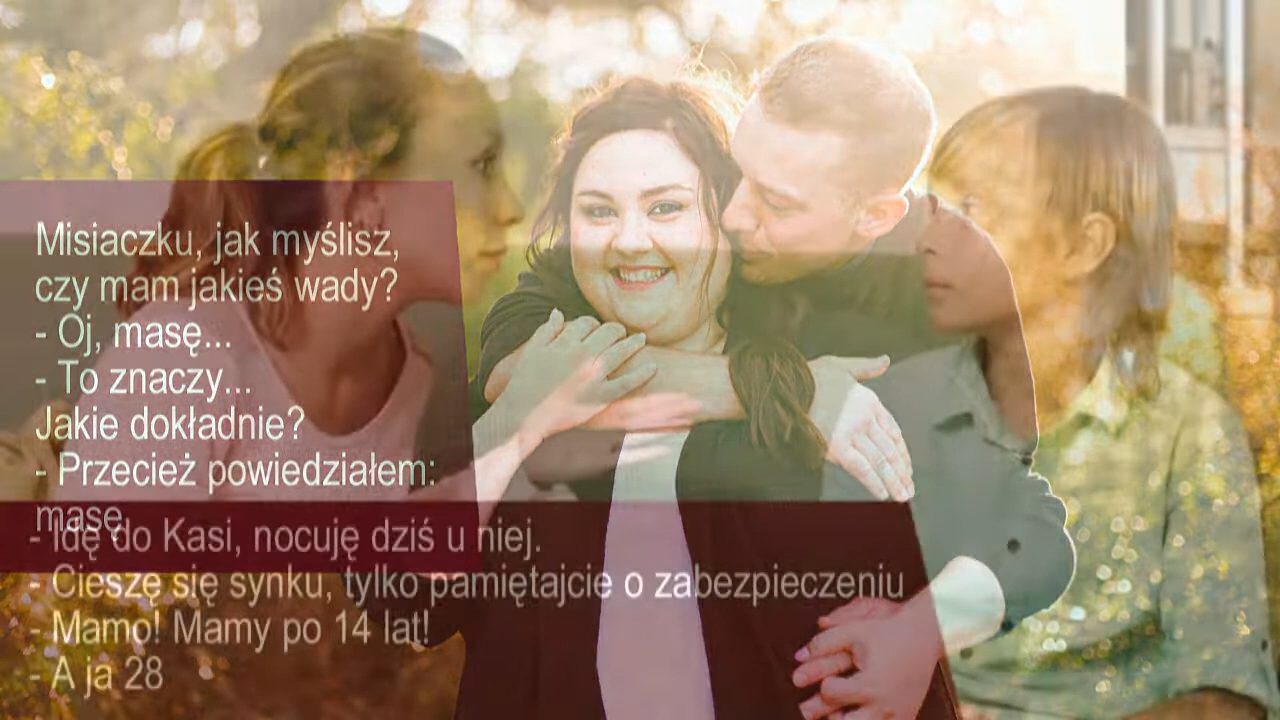 Misiaczku, jak myślisz,
czy mam jakieś wady?
- Oj, masę...
- To znaczy...
Jakie dokładnie?
- Przecież powiedziałem:
masę
- Idę do Kasi, nocuję dziś u niej.
- Cieszę się synku, tylko pamiętajcie o zabezpieczeniu
- Mamo! Mamy po 14 lat!
- A ja 28